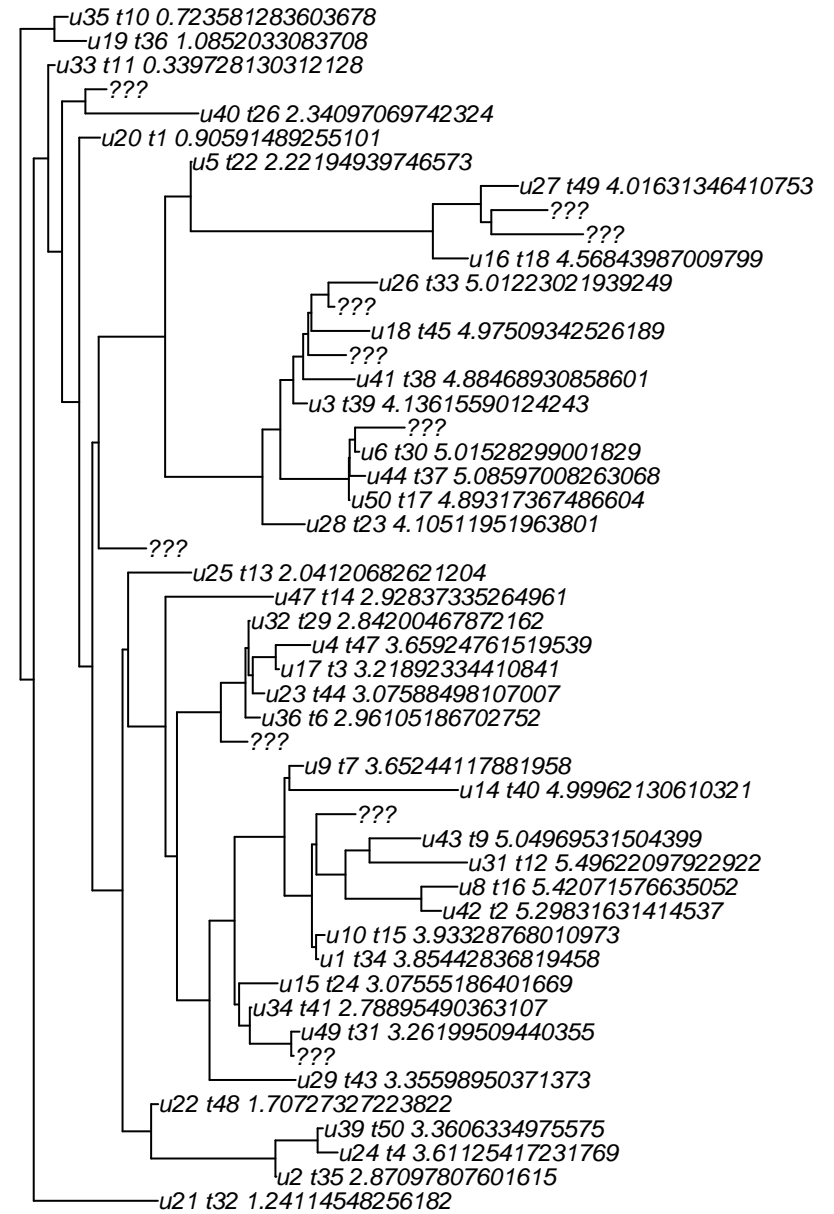 u35 t10 0.723581283603678
u19 t36 1.0852033083708
u33 t11 0.339728130312128
???
u40 t26 2.34097069742324
u20 t1 0.90591489255101
u5 t22 2.22194939746573
u27 t49 4.01631346410753
???
???
u16 t18 4.56843987009799
u26 t33 5.01223021939249
???
u18 t45 4.97509342526189
???
u41 t38 4.88468930858601
u3 t39 4.13615590124243
???
u6 t30 5.01528299001829
u44 t37 5.08597008263068
u50 t17 4.89317367486604
u28 t23 4.10511951963801
???
u25 t13 2.04120682621204
u47 t14 2.92837335264961
u32 t29 2.84200467872162
u4 t47 3.65924761519539
u17 t3 3.21892334410841
u23 t44 3.07588498107007
u36 t6 2.96105186702752
???
u9 t7 3.65244117881958
u14 t40 4.99962130610321
???
u43 t9 5.04969531504399
u31 t12 5.49622097922922
u8 t16 5.42071576635052
u42 t2 5.29831631414537
u10 t15 3.93328768010973
u1 t34 3.85442836819458
u15 t24 3.07555186401669
u34 t41 2.78895490363107
u49 t31 3.26199509440355
???
u29 t43 3.35598950371373
u22 t48 1.70727327223822
u39 t50 3.3606334975575
u24 t4 3.61125417231769
u2 t35 2.87097807601615
u21 t32 1.24114548256182